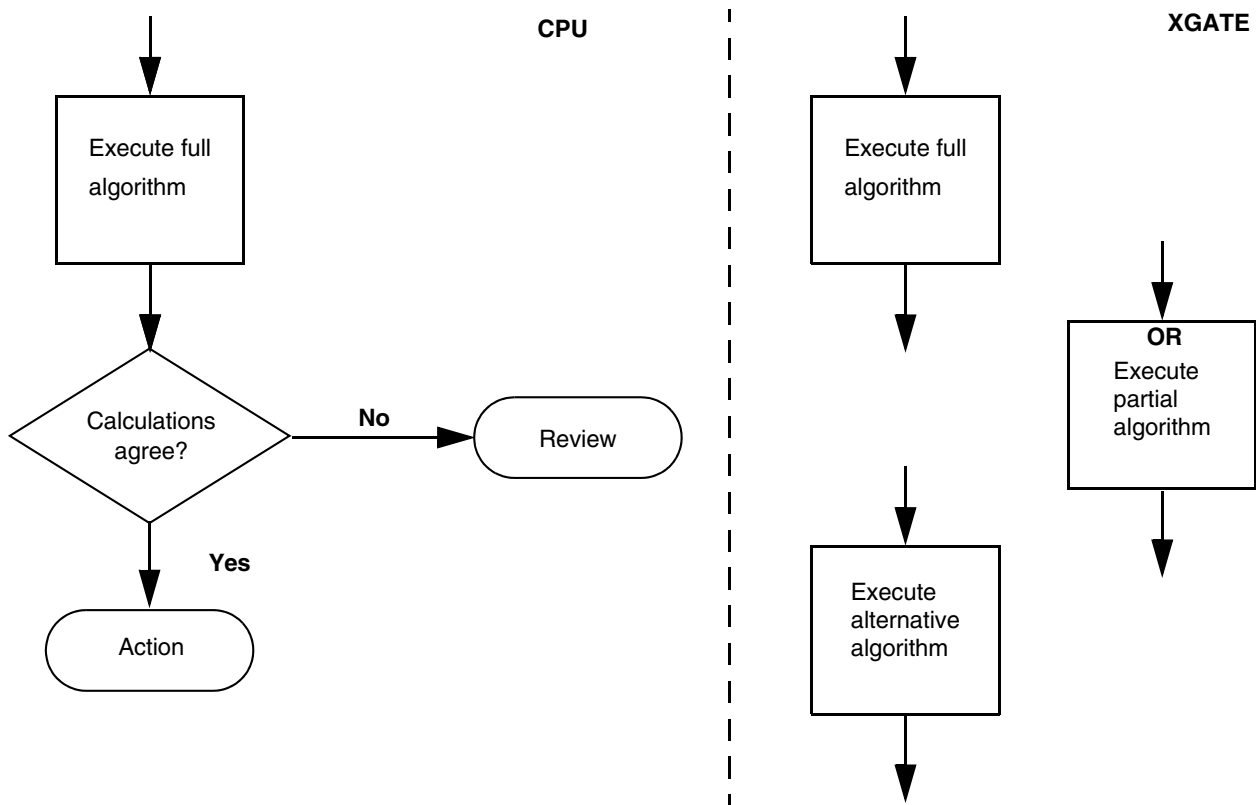 CPU
Execute full
algorithm
Calculations
agree?
No
Review
Yes
Action
XGATE
Execute full
algorithm
OR
Execute
partial
algorithm
Execute
alternative
algorithm